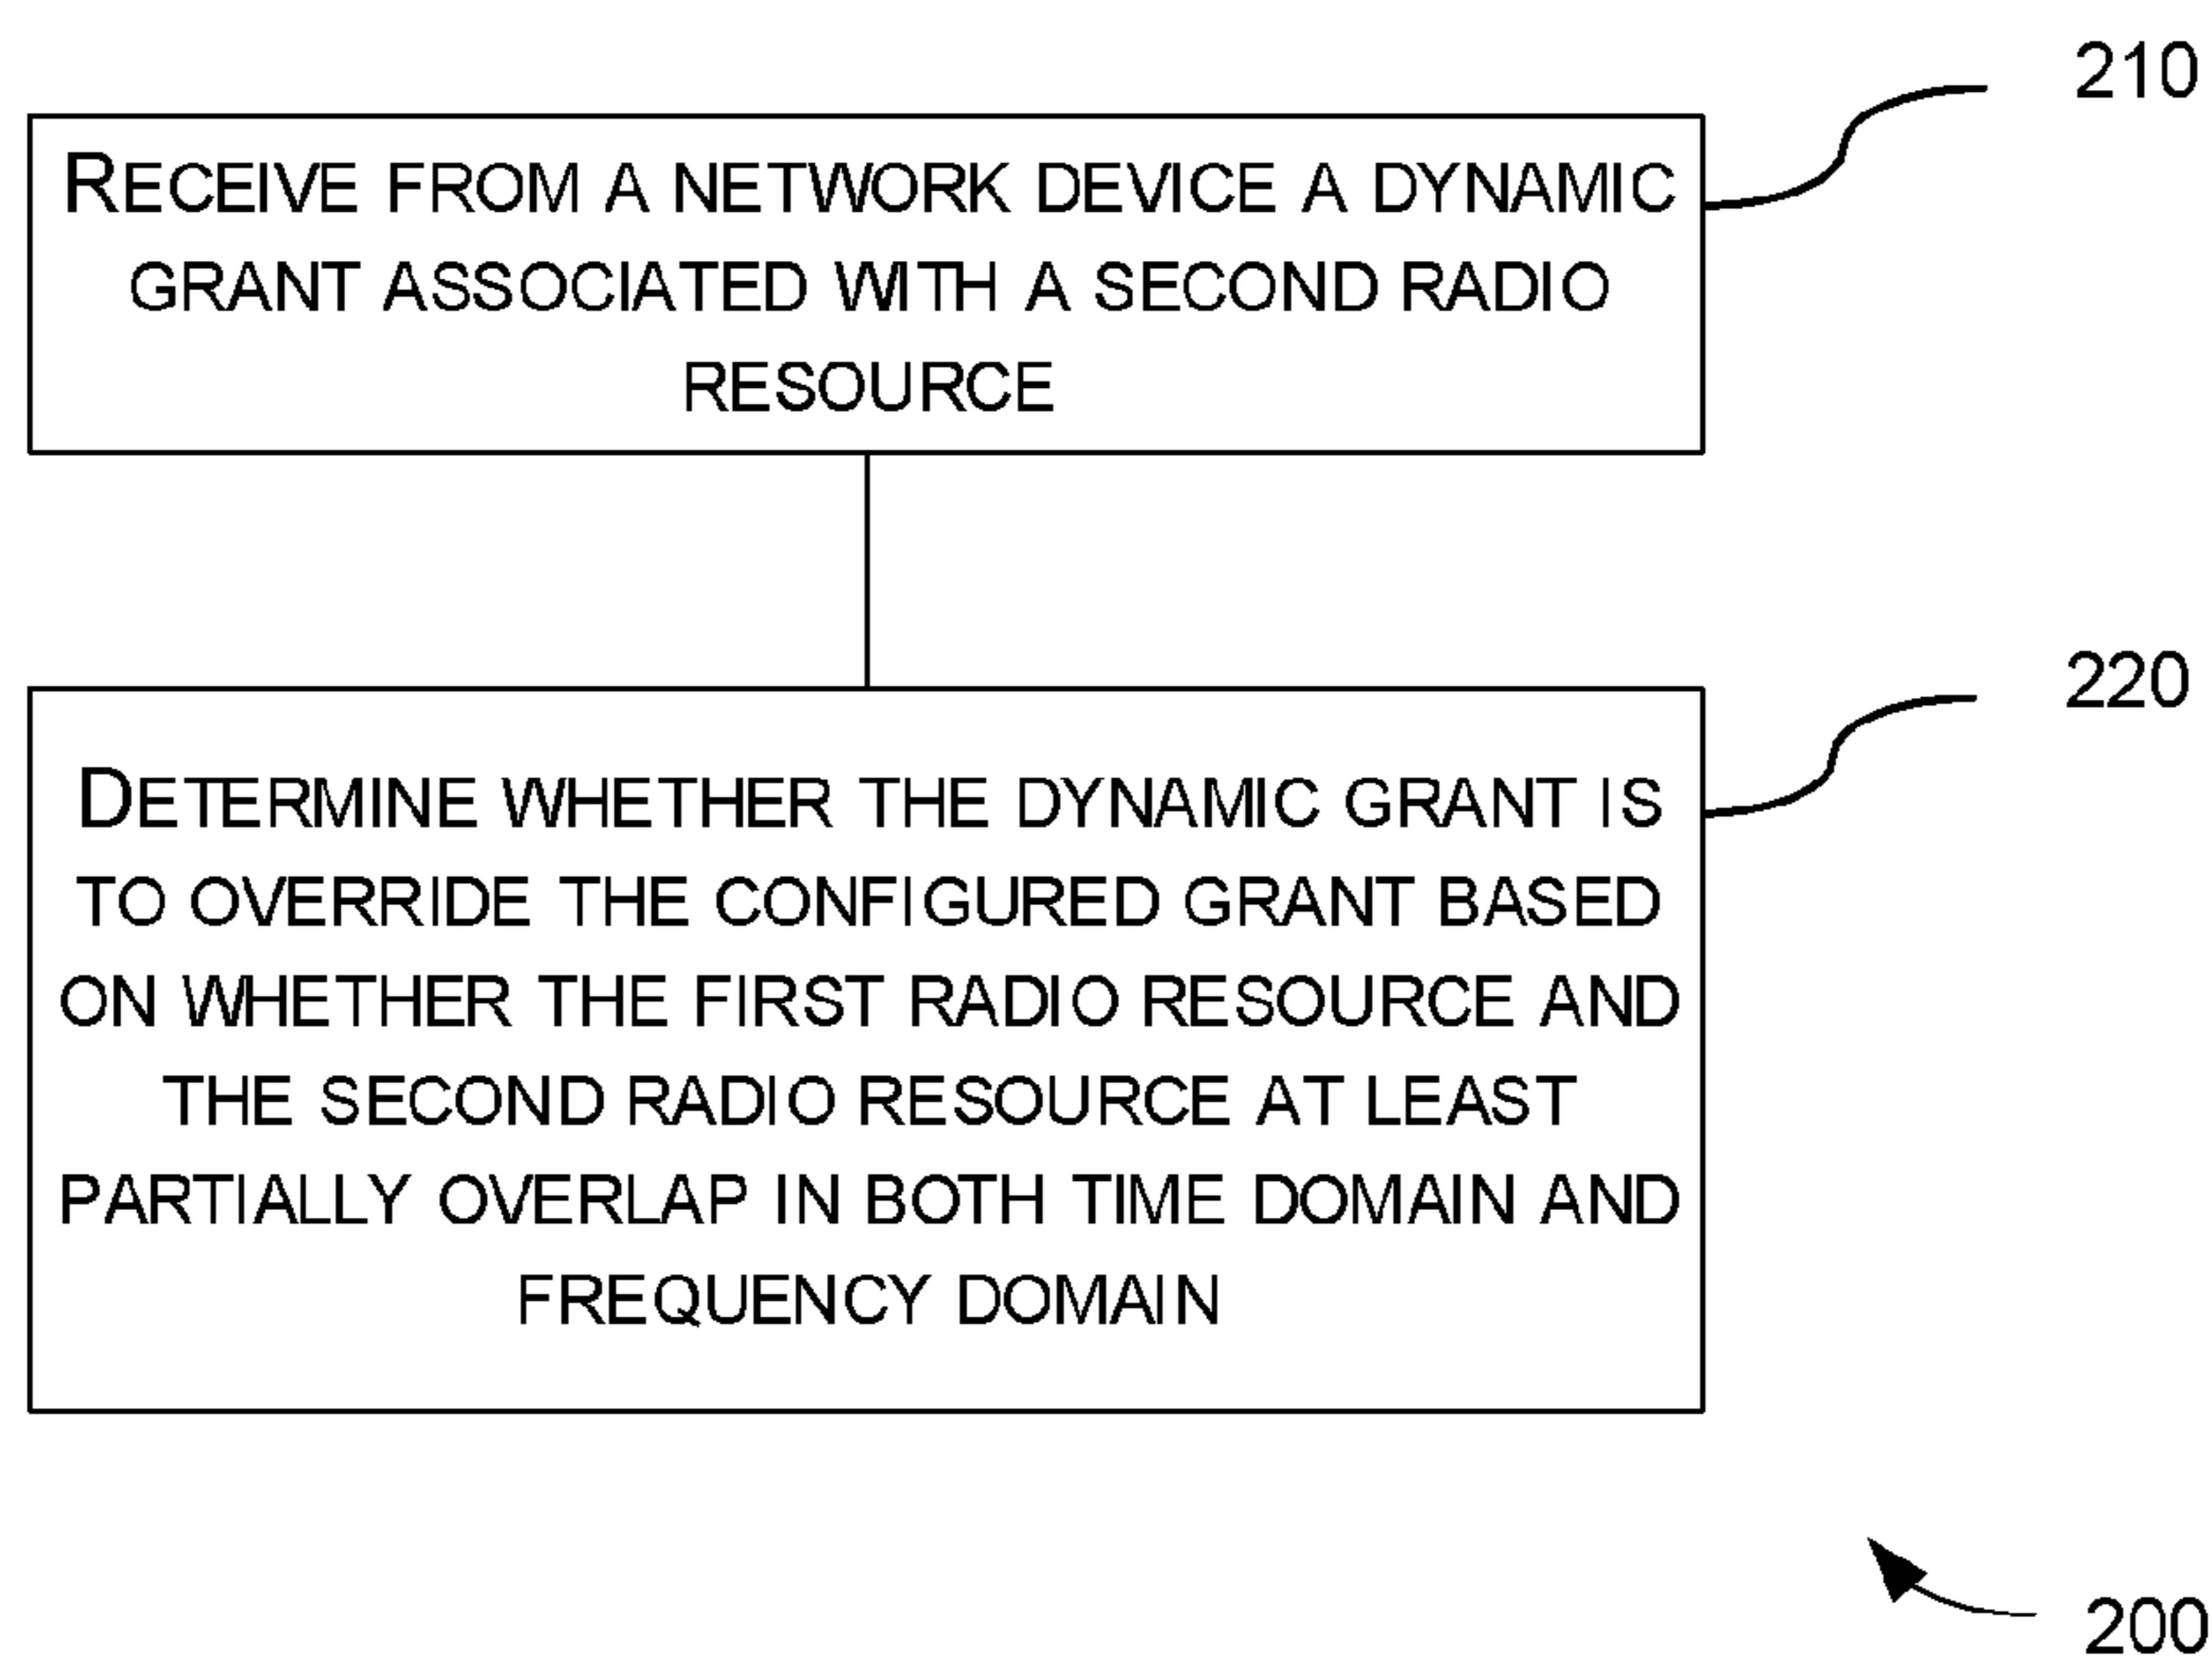 210
RECEIVE FROM A NETWORK DEVICE A DYNAMIC
GRANT ASSOCIATED WITH A SECOND RADIO
RESOURCE
220
DETERMINE WHETHER THE DYNAMIC GRANT IS
TO OVERRIDE THE CONFIGURED GRANT BASED
ON WHETHER THE FIRST RADIO RESOURCE AND
THE SECOND RADIO RESOURCE AT LEAST
PARTIALLY OVERLAP IN BOTH TIME DOMAIN AND
FREQUENCY DOMAIN
200